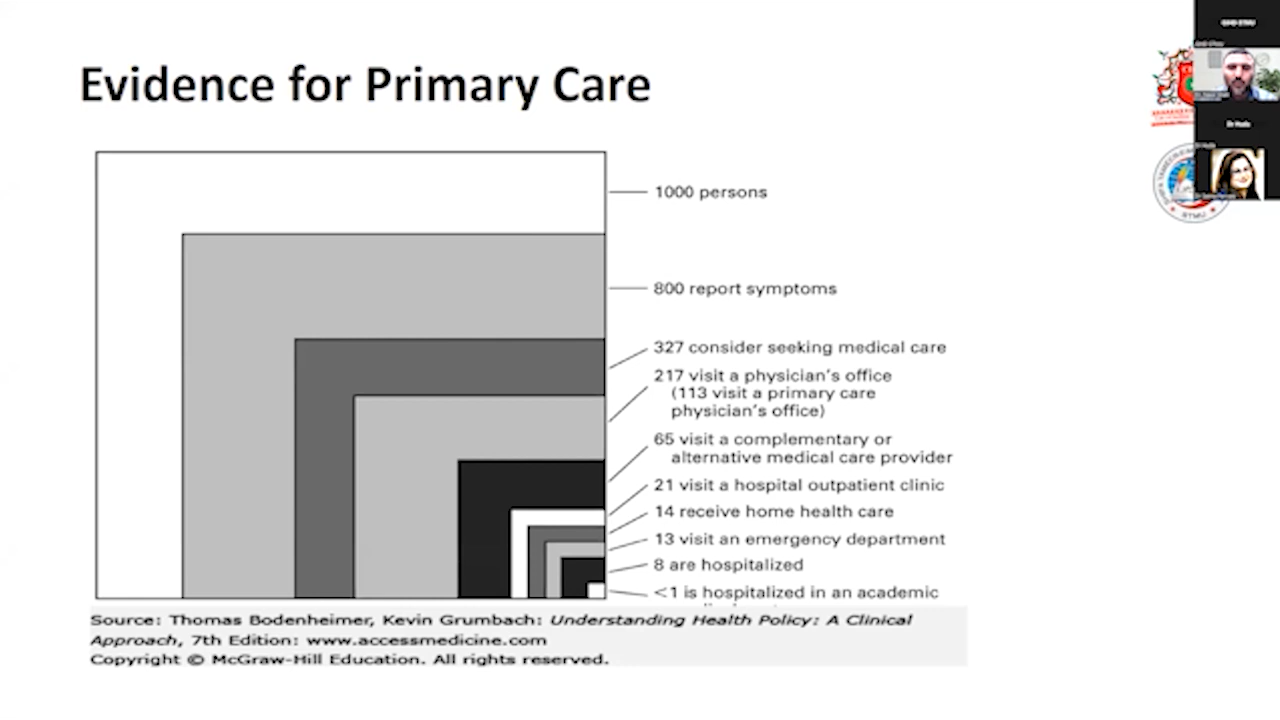 Evidence for Primary Care
1000 persons
800 report symptoms
327 consider seeking medical care
217 visit a physician's office
(113 visit a primary care
physician's office)
65 visit a complementary or
alternative medical care provider
21 visit a hospital outpatient clinic
14 receive home health care
13 visit an emergency department
8 are hospitalized
<1 is hospitalized in an academic
Source: Thomas Bodenheimer, Kevin Grumbach: Understanding Health Policy: A Clinical
Approach, 7th Edition: www.accessmedicine.com
Copyright © McGraw-Hill Education. All rights reserved.
STMU